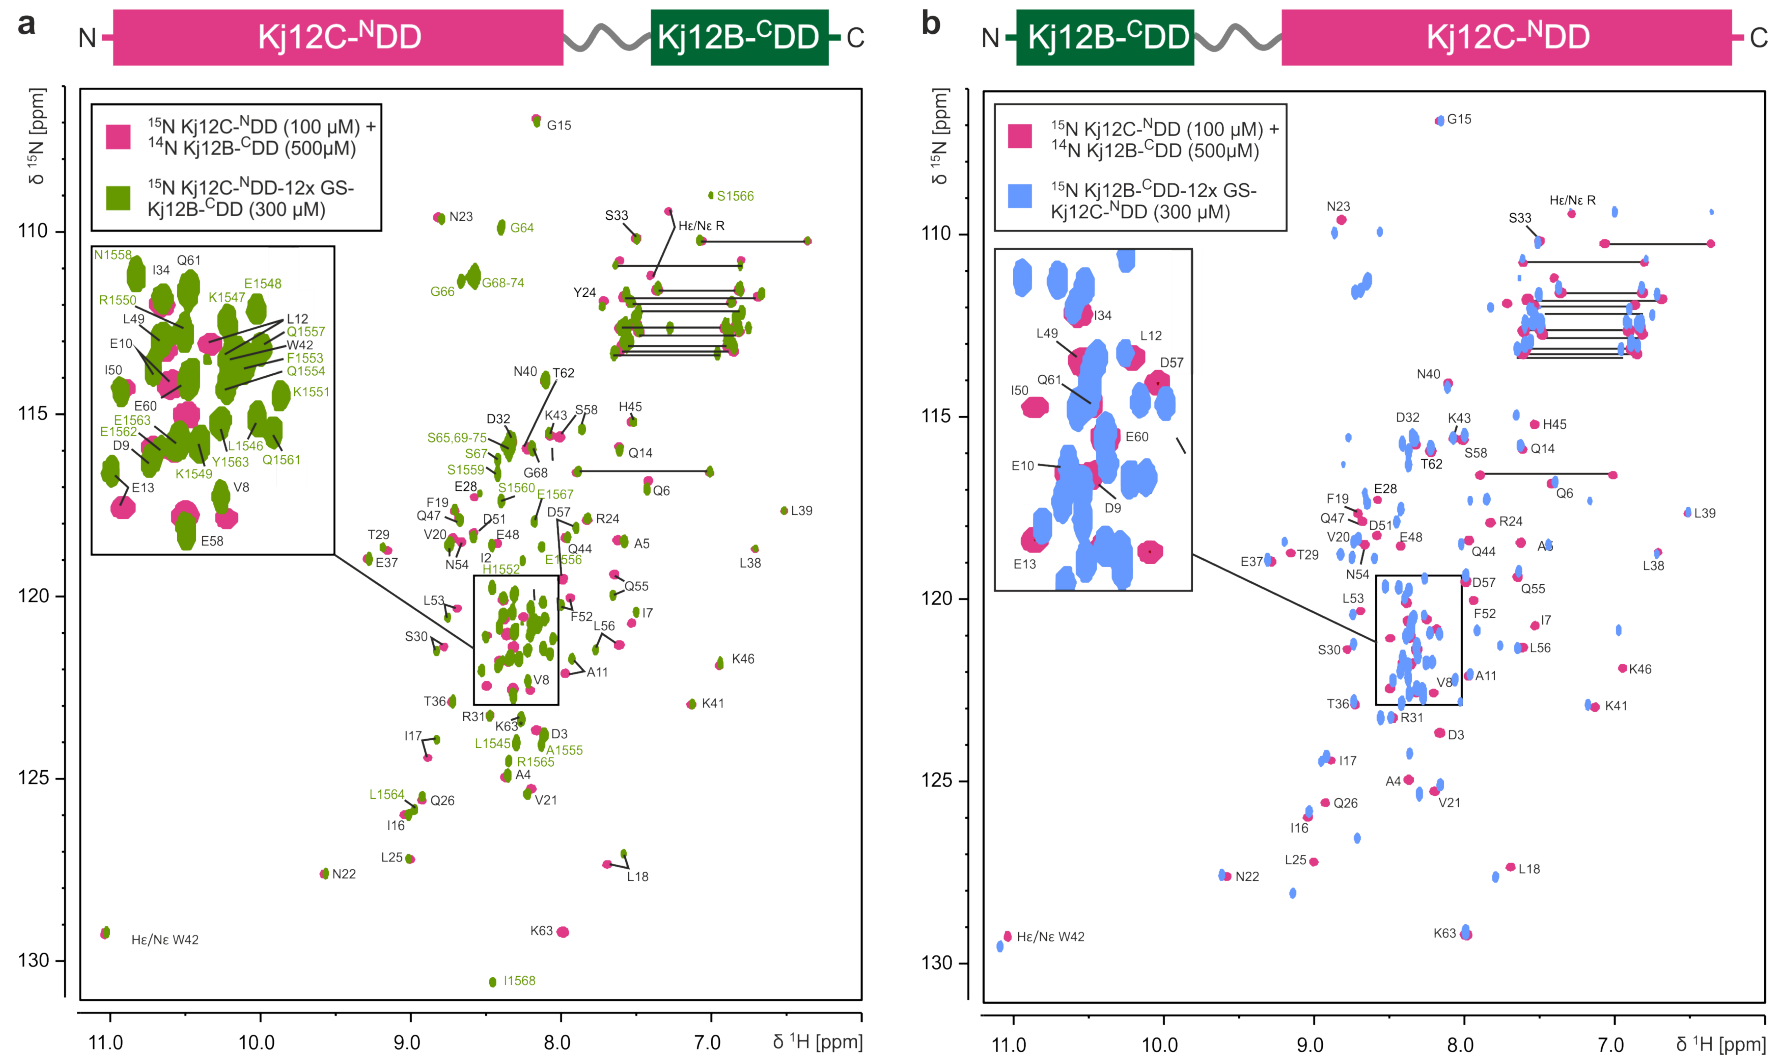 a
N Kj12C-NDD Kj12B-CDD C
δ 15N [ppm]
15N Kj12C-NDD (100 µM) +
14N Kj12B-CDD (500µM)
15N Kj12C-NDD-12x GS-
Kj12B-CDD (300 µM)
G15
S1566
N23
G64
S33
Hε/Nε R
110
G66
G68-74
Y24
N1558
I34
Q61
E1548
R1550
K1547
L49
L12
Q1557
E10
W42
F1553
I50
Q1554
K1551
E60
E1563
E1562
D9
L1546
Y1563
Q1561
K1549
E13
V8
E58
N40
T62
115
D32
K43
S58
H45
S65,69-75
S67
Q14
S1559
G68
E28
S1560
E1567
Q6
F19
Q47
D51
D57
R24
L39
V20
E48
T29
N54
I2
Q44
A5
E37
H1552
E1556
L38
120
L53
Q55
F52
I7
S30
L56
K46
A11
V8
T36
K41
R31
K63
I17
L1545
D3
A1555
R1565
125
A4
L1564
Q26
V21
I16
L25
N22
L18
Hε/Nε W42
K63
130
I1568
11.0 10.0 9.0 8.0 7.0 δ 1H [ppm]
b
N Kj12B-CDD Kj12C-NDD C
δ 15N [ppm]
15N Kj12C-NDD (100 µM) +
14N Kj12B-CDD (500µM)
15N Kj12B-CDD-12x GS-
Kj12C-NDD (300 µM)
G15
N23
Hε/Nε R
S33
110
I34
L49
L12
D57
Q61
I50
E60
E10
D9
E13
N40
115
D32
K43
H45
S58
Q14
T62
E28
Q6
F19
Q47
D51
R24
L39
V20
E48
Q44
A5
E37
T29
N54
L38
120
L53
D57
Q55
F52
I7
S30
L56
K46
V8
A11
T36
R31
K41
D3
I17
125
A4
Q26
V21
I16
L25
N22
L18
Hε/Nε W42
K63
130
11.0 10.0 9.0 8.0 7.0 δ 1H [ppm]